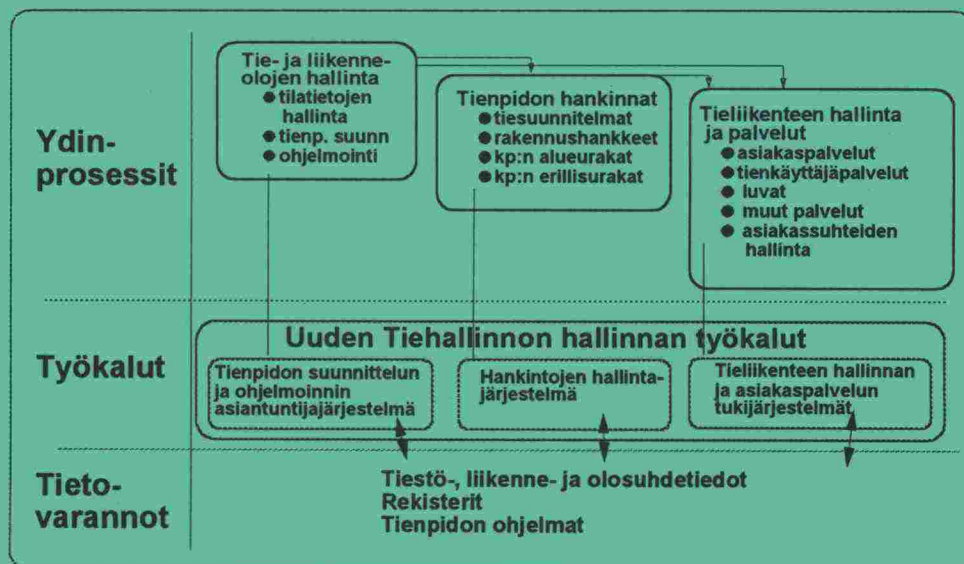 Ydin-
prosessit
Tie- ja liikenne-
olojen hallinta
● tilatietojen
hallinta
● tienp. suunn
● ohjelmointi
Tienpidon hankinnat
● tiesuunnitelmat
● rakennushankkeet
● kp:n alueurakat
● kp:n erillisurakat
Tieliikenteen hallinta
ja palvelut
● asiakaspalvelut
● tienkäyttäjäpalvelut
● luvat
● muut palvelut
● asiakassuhteiden
hallinta
Työkalut
Uuden Tiehallinnon hallinnan työkalut
Tienpidon suunnittelun
ja ohjelmoinnin
asiantuntijajärjestelmä
Hankintojen hallinta-
järjestelmä
Tieliikenteen hallinnan
ja asiakaspalvelun
tukijärjestelmät
Tieto-
varannot
Tiestö-, liikenne- ja olosuhdetiedot
Rekisterit
Tienpidon ohjelmat